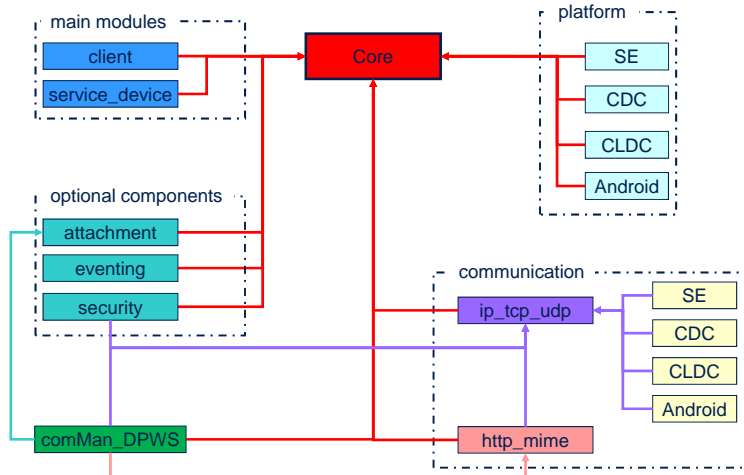 main modules
client
service_device
Core
platform
SE
CDC
CLDC
Android
optional components
attachment
eventing
security
communication
ip_tcp_udp
SE
CDC
CLDC
Android
comMan_DPWS
http_mime